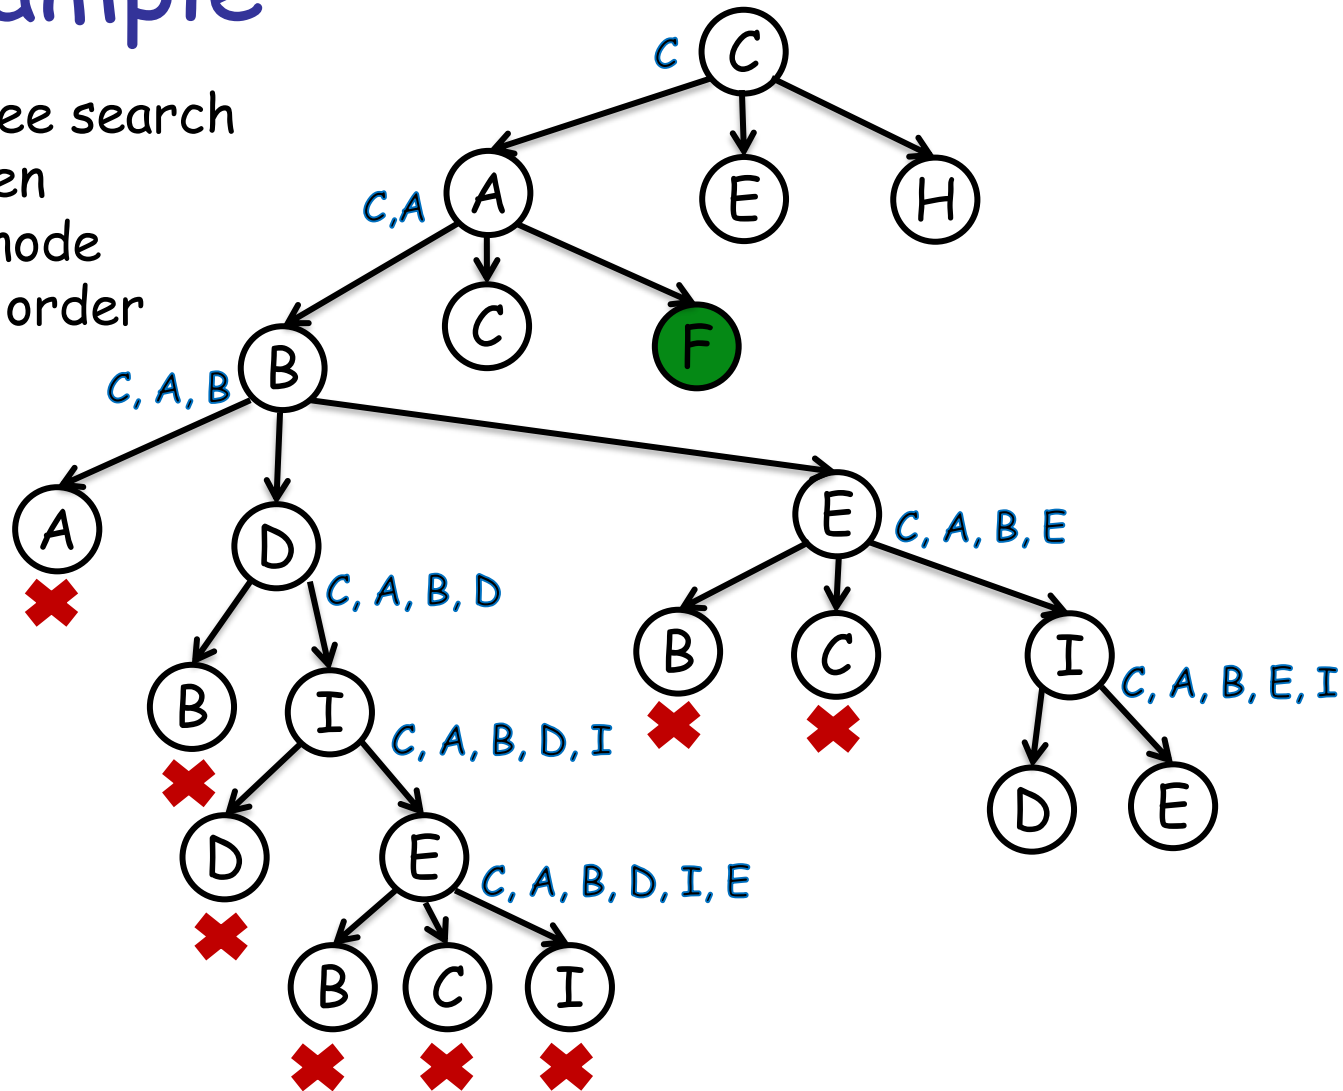 ample
ee search
en
node
order
C
C
A
E
H
C,A
B
C
F
C, A, B
A
D
E
C, A, B, E
C, A, B, D
B
I
B
C
I
C, A, B, E, I
C, A, B, D, I
D
E
D
E
C, A, B, D, I, E
B
C
I